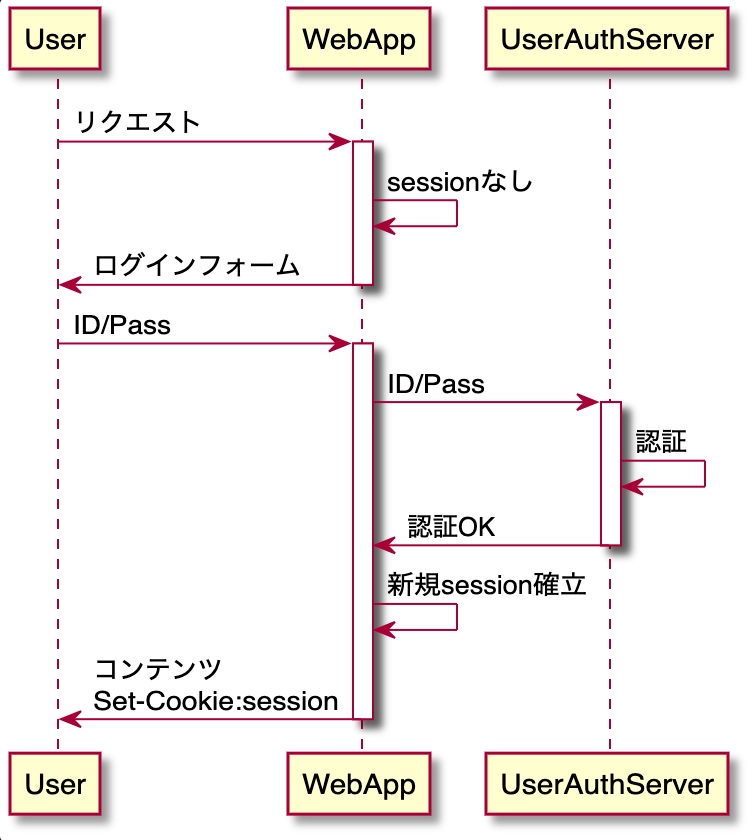 User
WebApp
UserAuthServer
リクエスト
sessionなし
ログインフォーム
ID/Pass
ID/Pass
認証
認証OK
新規session確立
コンテンツ
Set-Cookie:session
User
WebApp
UserAuthServer